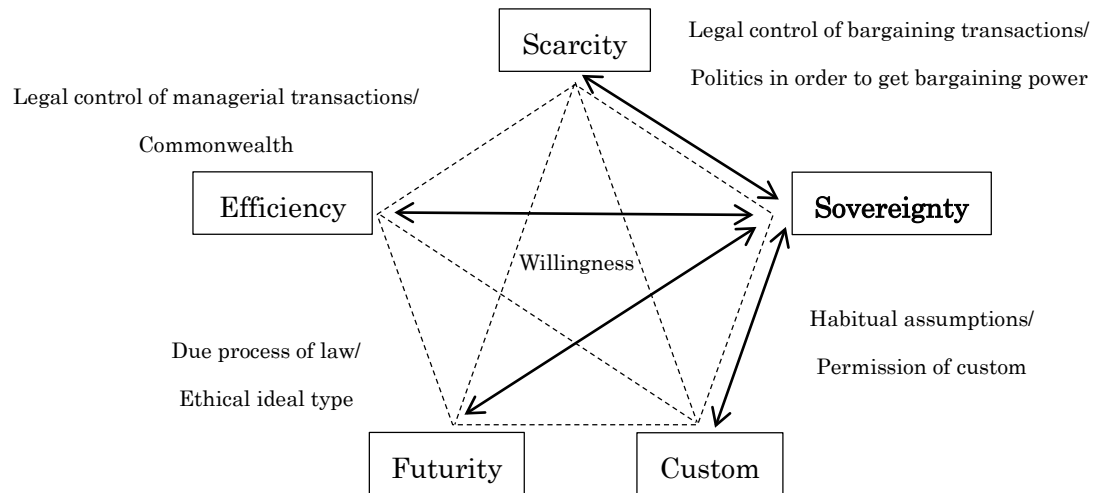 Scarcity
Legal control of bargaining transactions/
Politics in order to get bargaining power
Legal control of managerial transactions/
Commonwealth
Efficiency
Sovereignty
Willingness
Habitual assumptions/
Permission of custom
Due process of law/
Ethical ideal type
Futurity
Custom